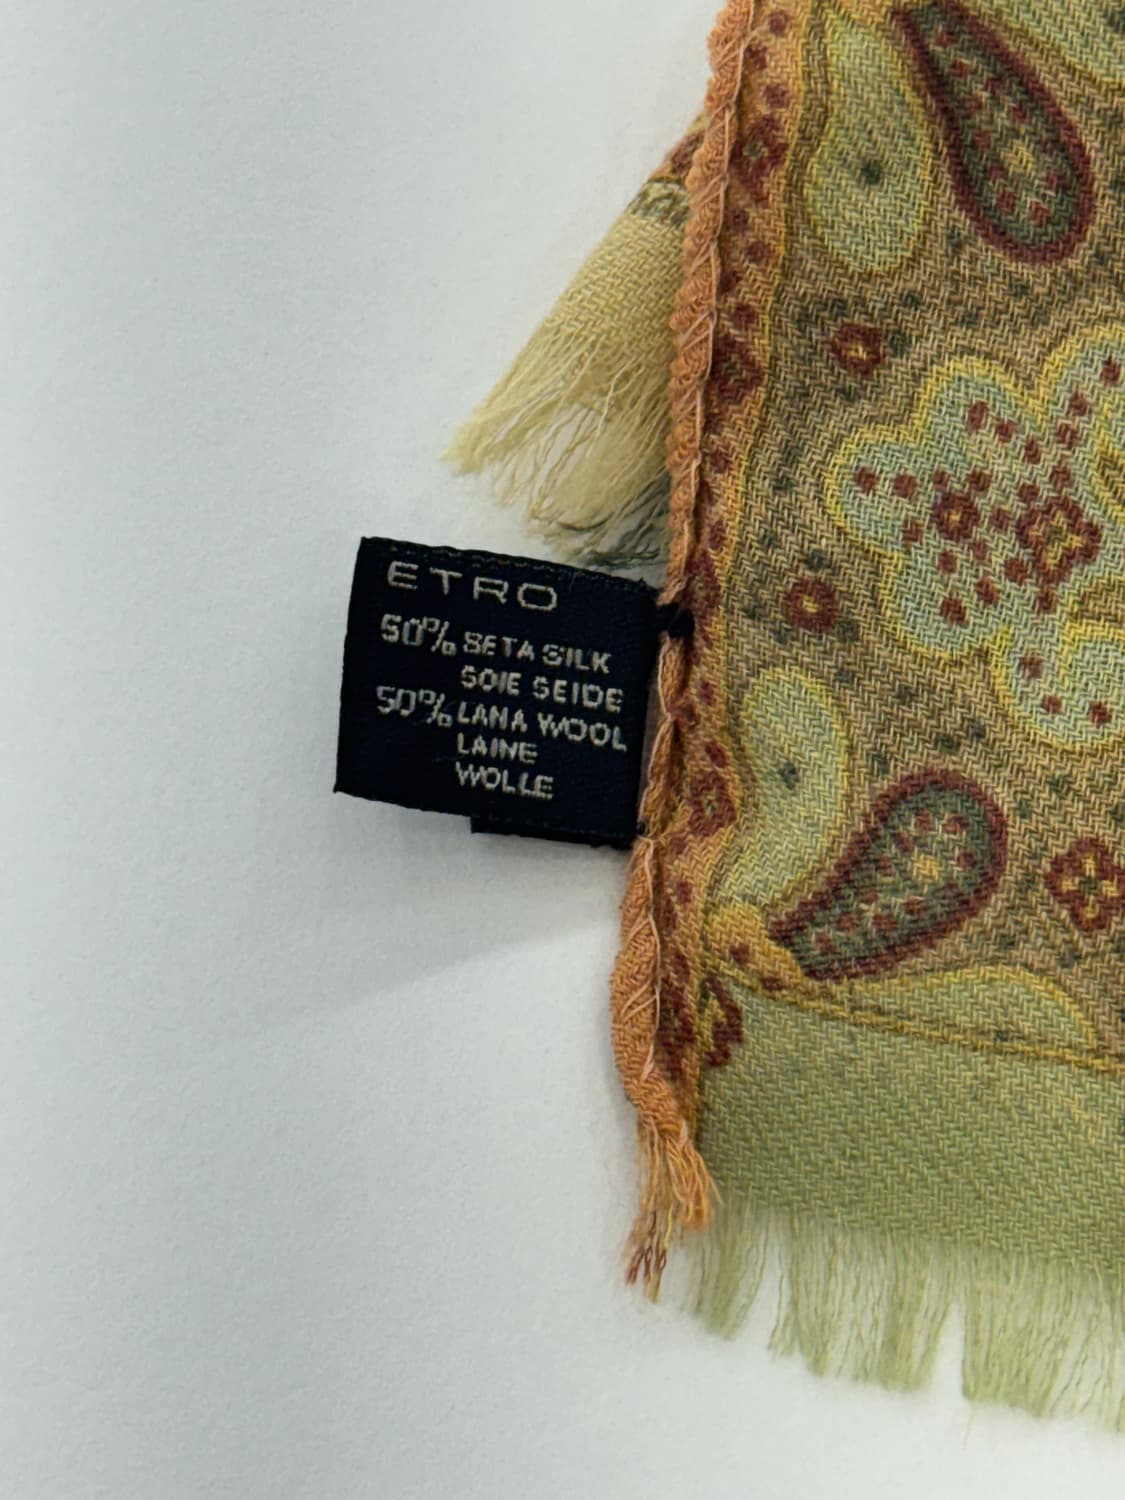 ETRO
50% SETA SILK
SOIE SEIDE
50% LANA WOOL
LAINE
WOLLE